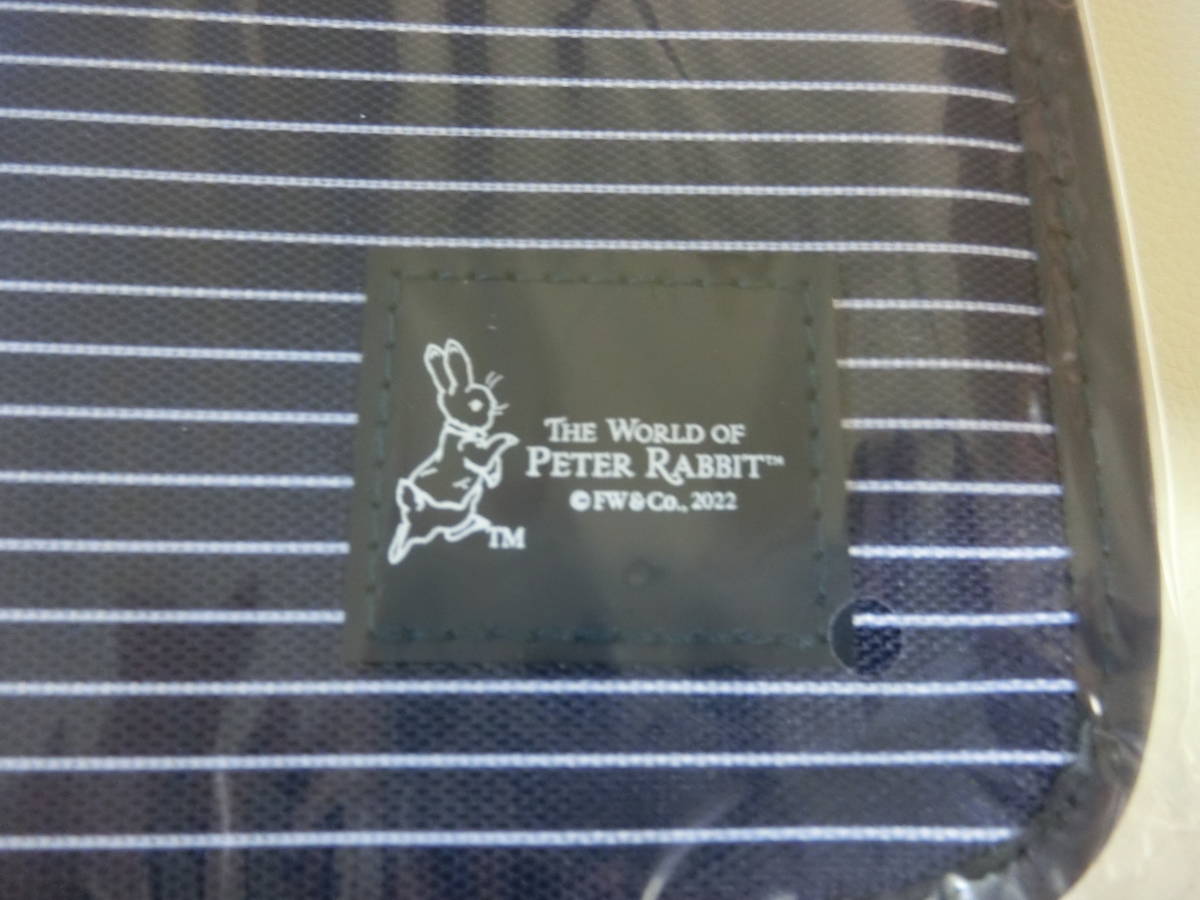 THE WORLD OF
PETER RABBIT™
© FW & Co., 2022
TM